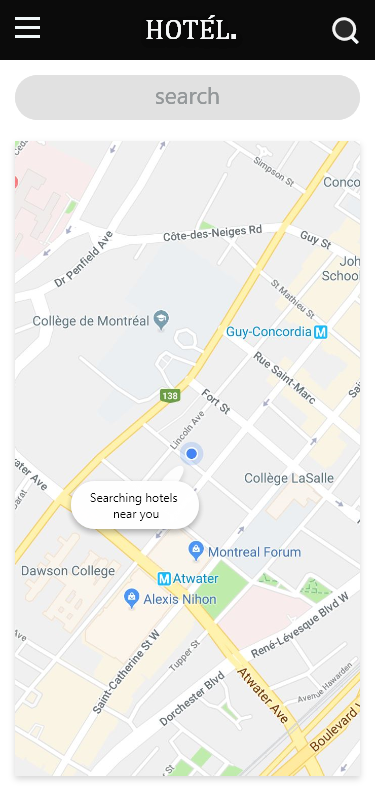 HOTÉL.
search
Simpson St
Conco
Côte-des-Neiges Rd
Guy St
Joh
School
Dr Penfield Ave
St Mathieu St
Collège de Montréal
Guy-Concordia M
Rue Saint-Marc
138
Fort St
Lincoln Ave
water Ave
Collège LaSalle
Searching hotels
near you
Montreal Forum
Dawson College
M Atwater
Alexis Nihon
René-Lévesque Blvd W
Saint-Catherine St W
Tupper St
Atwater Ave
Avenue Hawarden
Dorchester Blvd
Boulevard